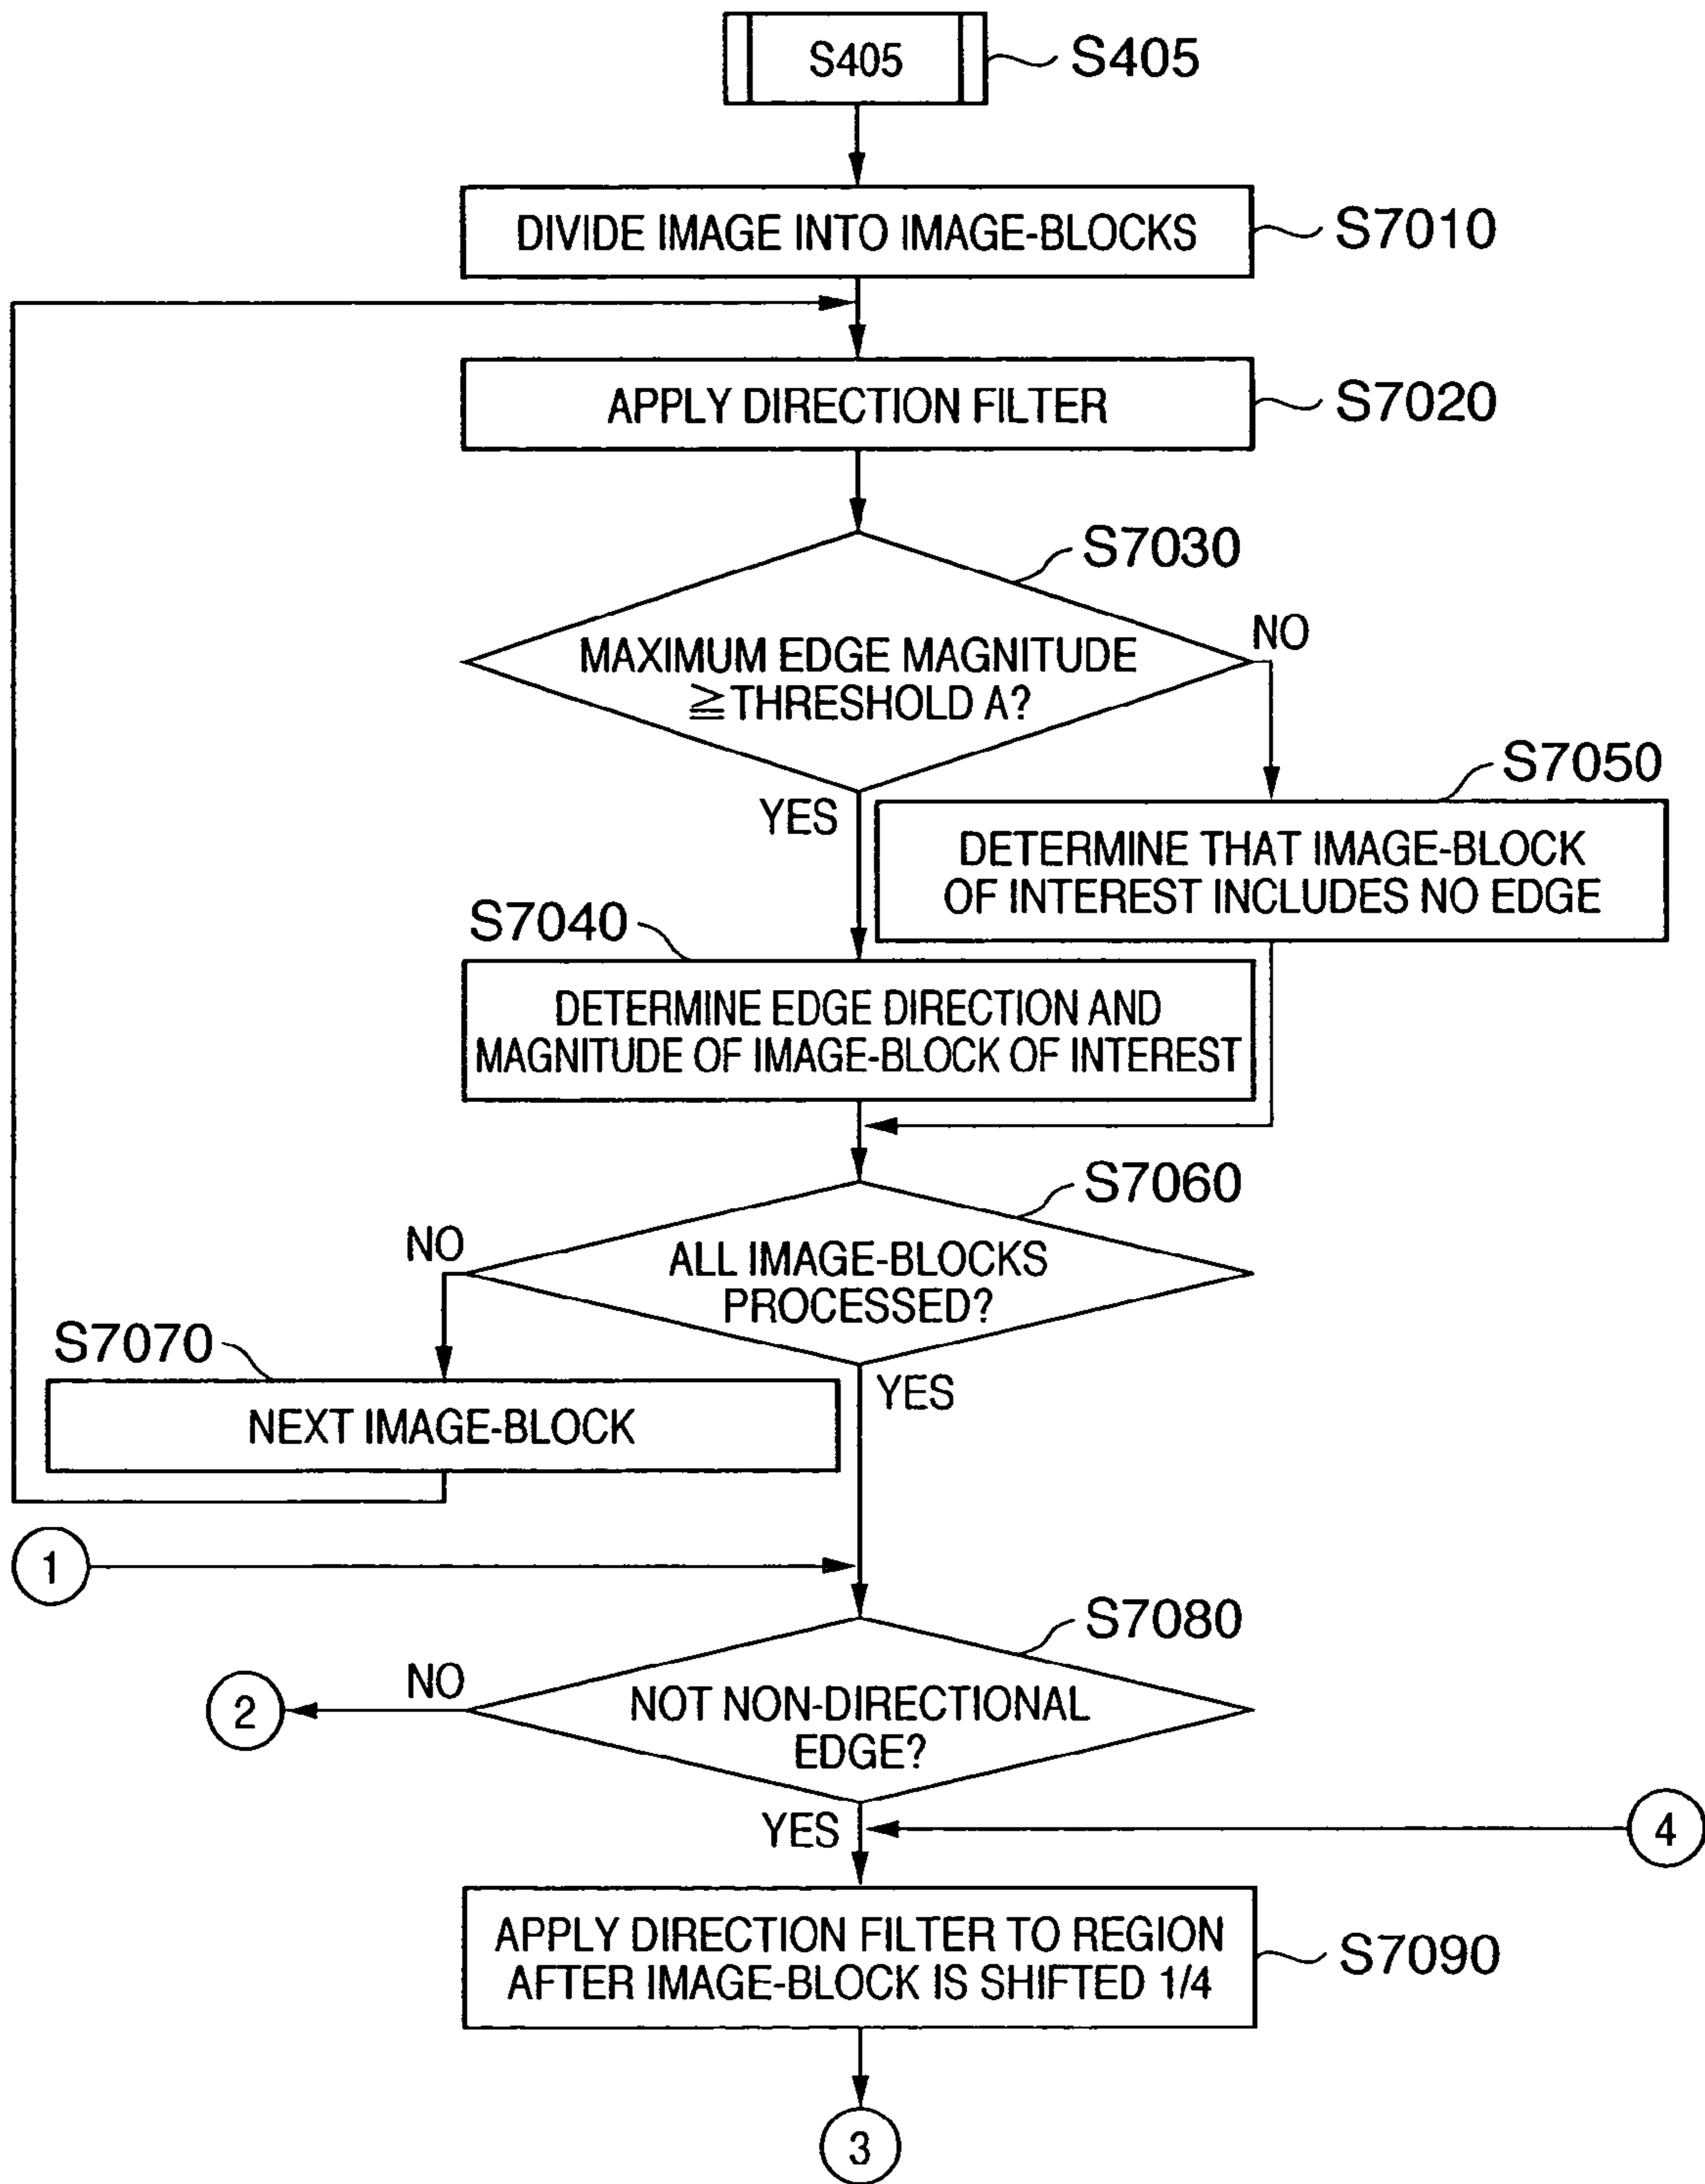 S405
S405
DIVIDE IMAGE INTO IMAGE-BLOCKS
S7010
APPLY DIRECTION FILTER
S7020
S7030
MAXIMUM EDGE MAGNITUDE
≧THRESHOLD A?
NO
YES
S7050
DETERMINE THAT IMAGE-BLOCK
OF INTEREST INCLUDES NO EDGE
S7040
DETERMINE EDGE DIRECTION AND
MAGNITUDE OF IMAGE-BLOCK OF INTEREST
S7060
NO
ALL IMAGE-BLOCKS
PROCESSED?
S7070
YES
NEXT IMAGE-BLOCK
1
S7080
NO
2
NOT NON-DIRECTIONAL
EDGE?
YES
4
APPLY DIRECTION FILTER TO REGION
AFTER IMAGE-BLOCK IS SHIFTED 1/4
S7090
3